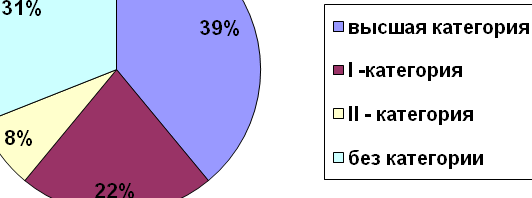 31%
39%
8%
22%
высшая категория
I -категория
II - категория
без категории